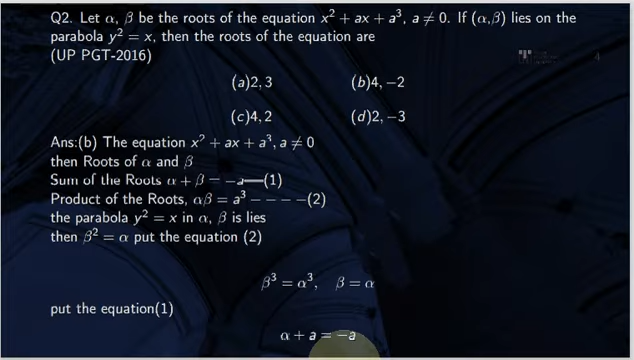 Q2. Let α, β be the roots of the equation x² + ax + a³, a ≠ 0. If (α,β) lies on the
parabola y² = x, then the roots of the equation are
(UP PGT-2016)
(a)2, 3 (b)4, −2
(c)4, 2 (d)2, −3
Ans:(b) The equation x² + ax + a³, a ≠ 0
then Roots of α and β
Sum of the Roots α + β = −a—(1)
Product of the Roots, αβ = a³ − − − −(2)
the parabola y² = x in α, β is lies
then β² = α put the equation (2)
β³ = α³, β = α
put the equation(1)
α + a = −a